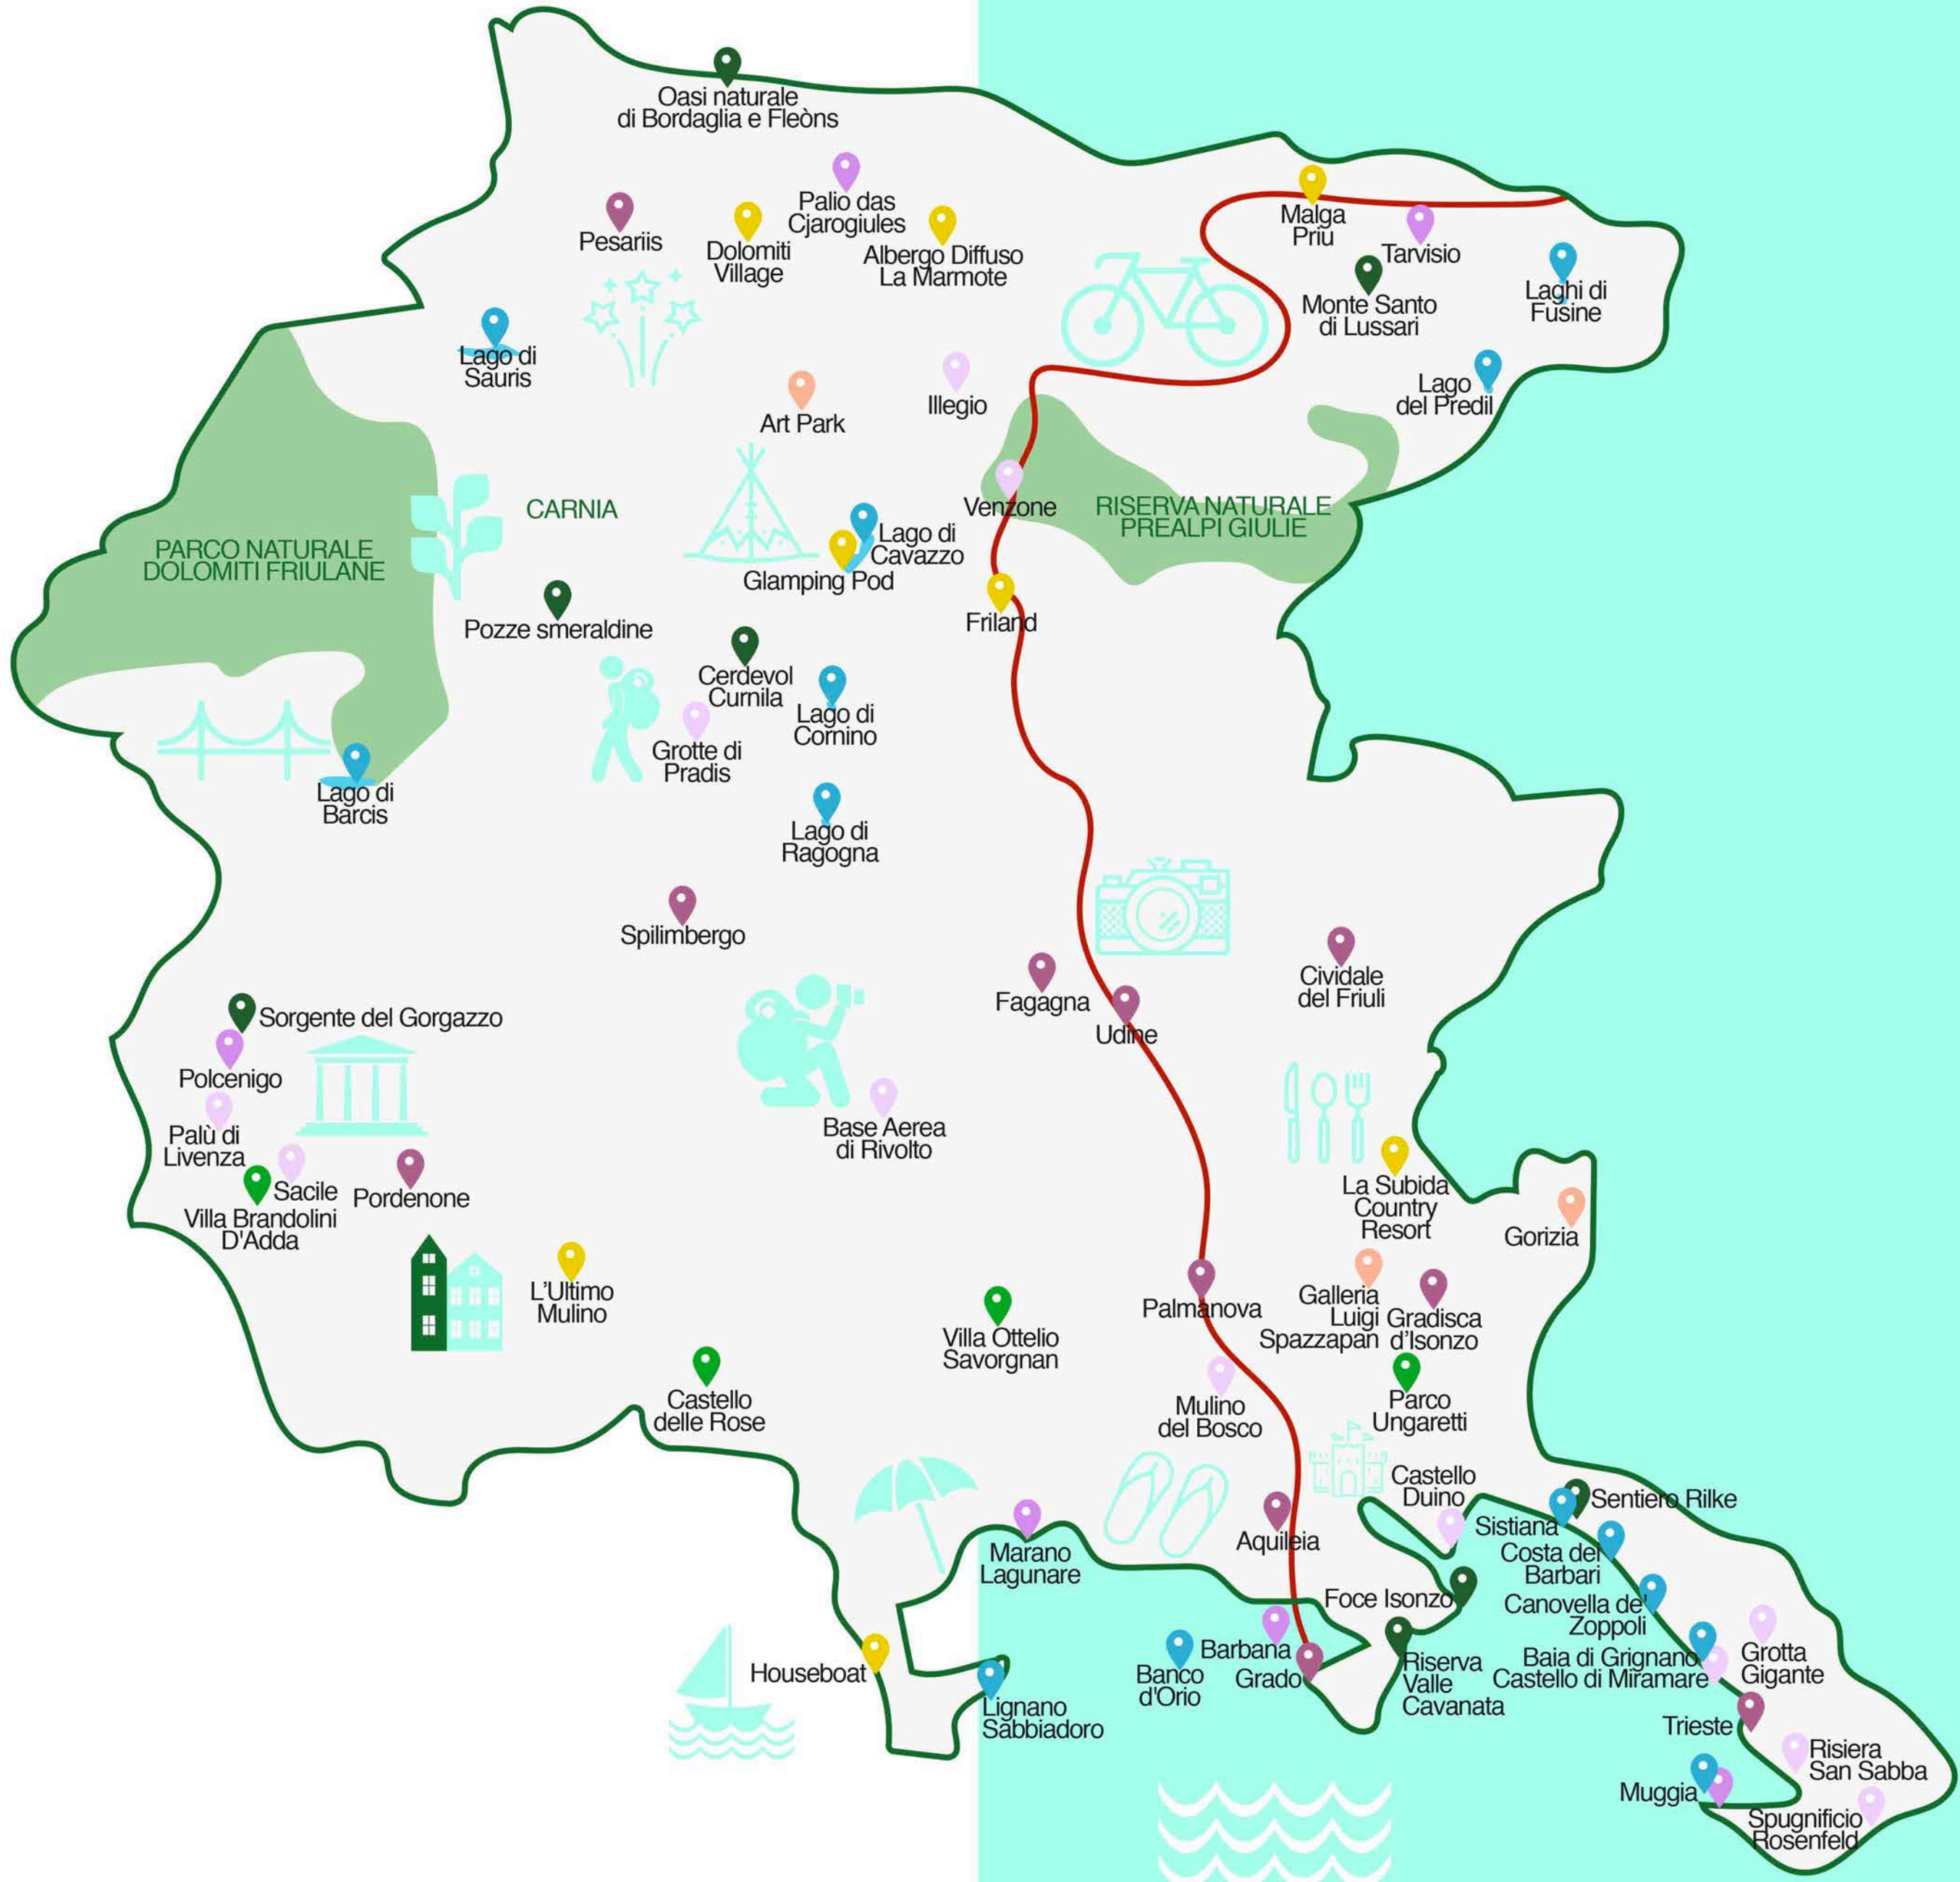 Oasi naturale
di Bordaglia e Fleòns
Palio das
Cjarogiules
Pesariis
Dolomiti
Village
Albergo Diffuso
La Marmote
Malga
Priu
Tarvisio
Monte Santo
di Lussari
Laghi di
Fusine
Lago di
Sauris
Lago
del Predil
Art Park
Illegio
CARNIA
Venzone
RISERVA NATURALE
PREALPI GIULIE
PARCO NATURALE
DOLOMITI FRIULANE
Lago di
Cavazzo
Glamping Pod
Pozze smeraldine
Friland
Cerdevol
Curnila
Lago di
Cornino
Grotte di
Pradis
Lago di
Barcis
Lago di
Ragogna
Spilimbergo
Fagagna
Udine
Cividale
del Friuli
Sorgente del Gorgazzo
Polcenigo
Palù di
Livenza
Sacile
Pordenone
Villa Brandolini
D'Adda
Base Aerea
di Rivolto
La Subida
Country
Resort
Gorizia
L'Ultimo
Mulino
Villa Ottelio
Savorgnan
Palmanova
Galleria
Luigi
Spazzapan
Gradisca
d'Isonzo
Castello
delle Rose
Mulino
del Bosco
Parco
Ungaretti
Castello
Duino
Sentiero Rilke
Sistiana
Costa dei
Barbari
Canovella de'
Zoppoli
Baia di Grignano
Castello di Miramare
Grotta
Gigante
Marano
Lagunare
Aquileia
Foce Isonzo
Houseboat
Lignano
Sabbiadoro
Banco
d'Orio
Barbana
Grado
Riserva
Valle
Cavanata
Trieste
Risiera
San Sabba
Muggia
Spugnificio
Rosenfeld